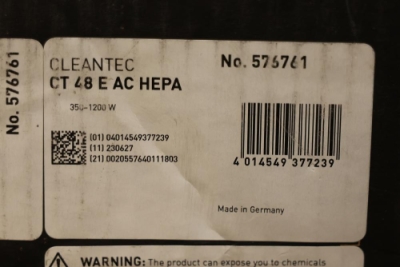 No. 576761
CLEANTEC
CT 48 E AC HEPA
350-1200 W
(01) 04014549377239
(11) 230627
(21) 0020557640111803
No. 576761
4 014549 377239
Made in Germany
WARNING: The product can expose you to chemicals